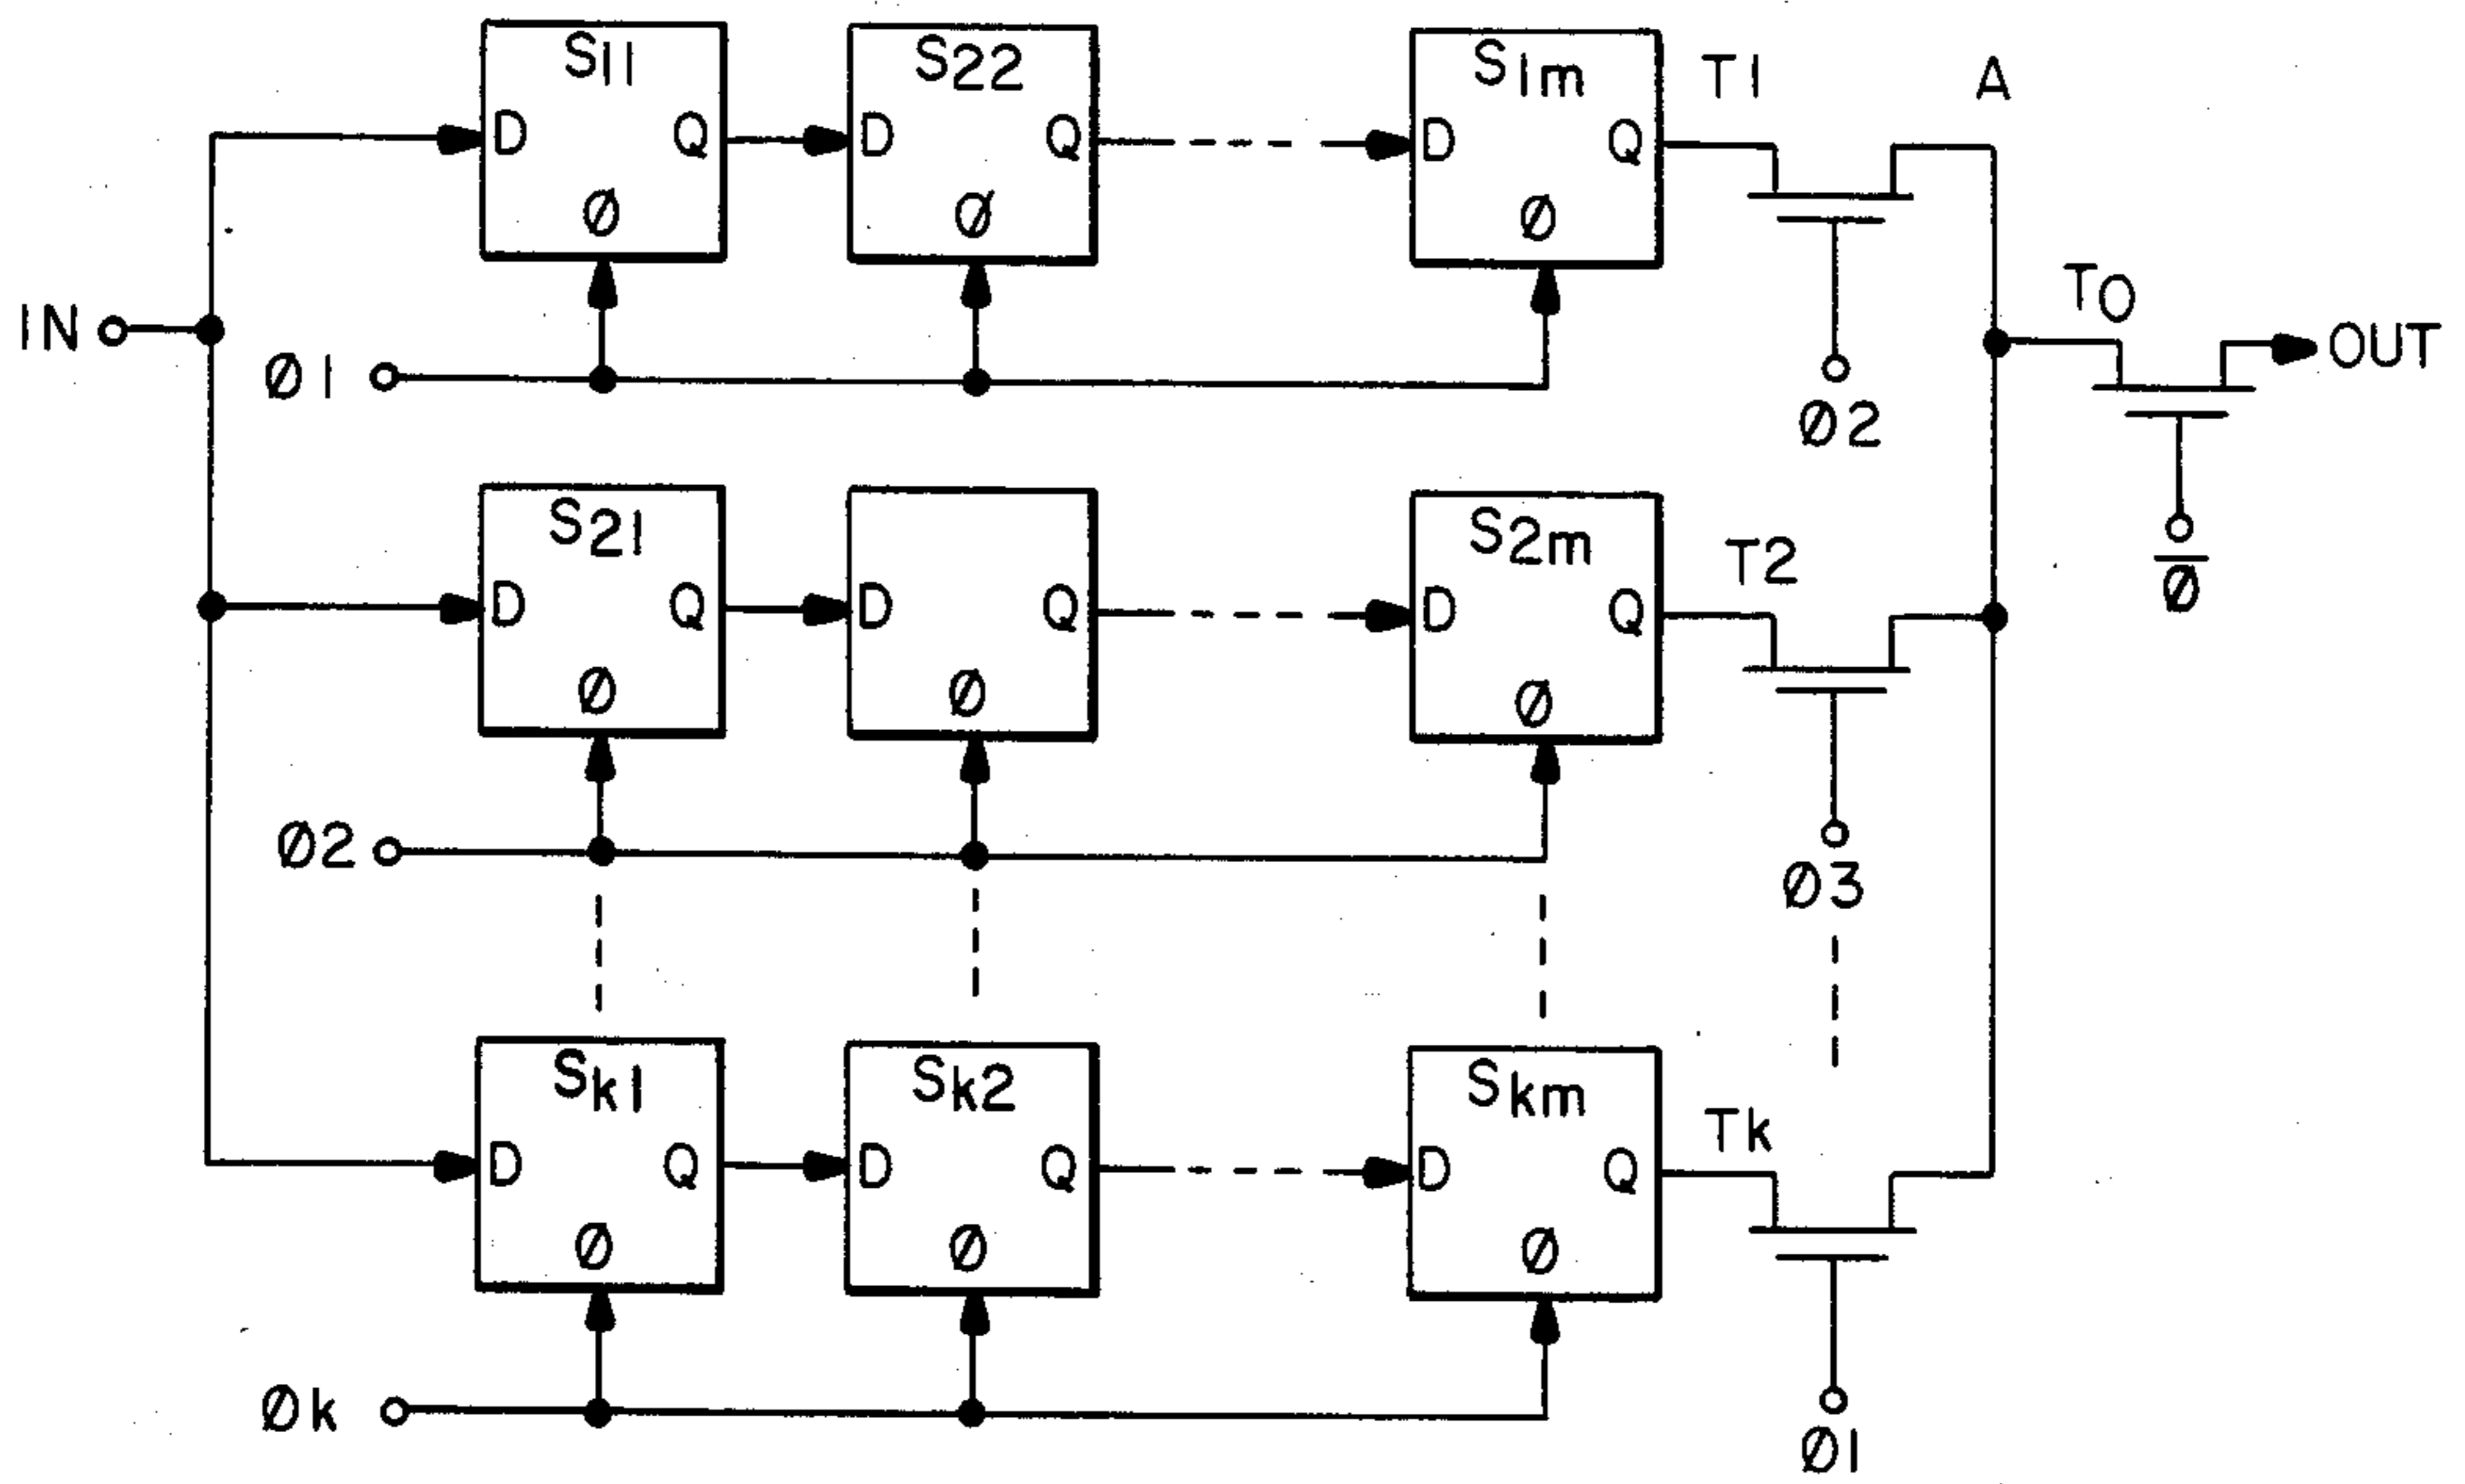 S11
S22
S1m
T1
A
D
Q
D
Q
D
Q
Ø
Ø
Ø
T0
IN
OUT
Ø1
Ø2
S21
S2m
T2
Ø̅
D
Q
D
Q
D
Q
Ø
Ø
Ø
Ø2
Ø3
Sk1
Sk2
Skm
Tk
D
Q
D
Q
D
Q
Ø
Ø
Ø
Øk
Ø1